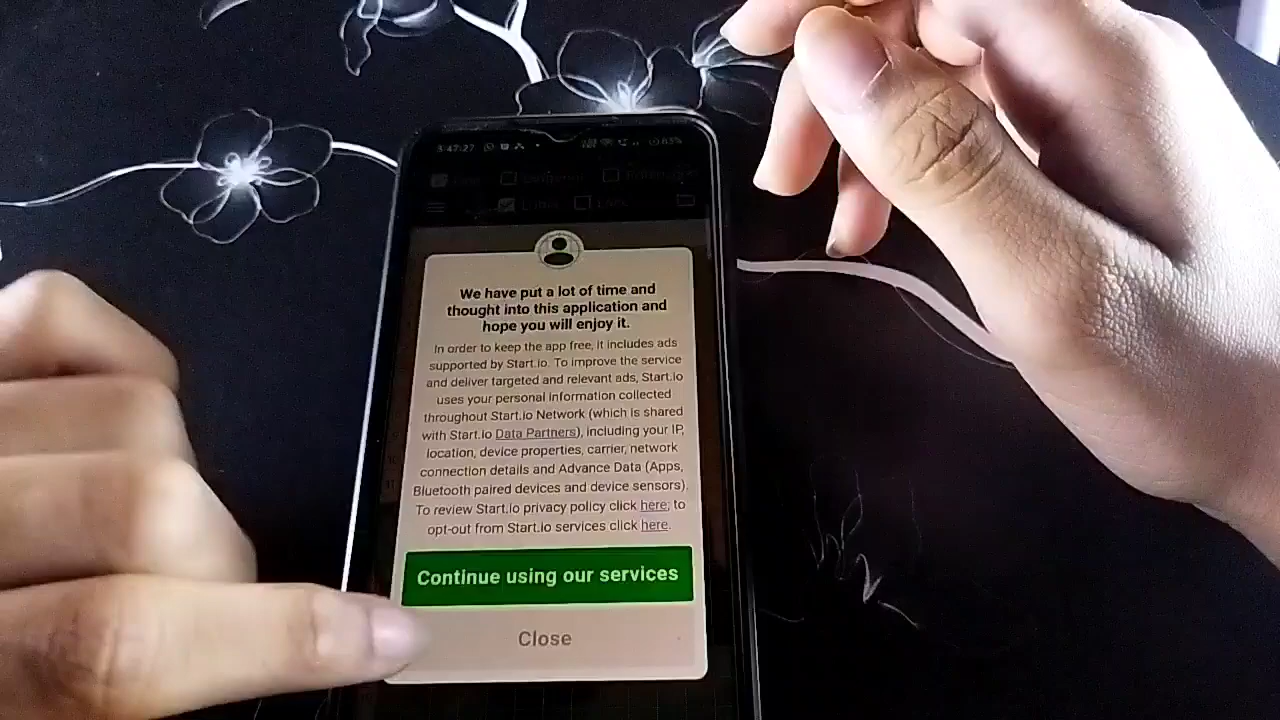 3:47:27
63%
We have put a lot of time and
thought into this application and
hope you will enjoy it.
In order to keep the app free, it includes ads
supported by Start.io. To improve the service
and deliver targeted and relevant ads, Start.io
uses your personal information collected
throughout Start.io Network (which is shared
with Start.io Data Partners), including your IP,
location, device properties, carrier, network
connection details and Advance Data (Apps,
Bluetooth paired devices and device sensors).
To review Start.io privacy policy click here; to
opt-out from Start.io services click here.
Continue using our services
Close